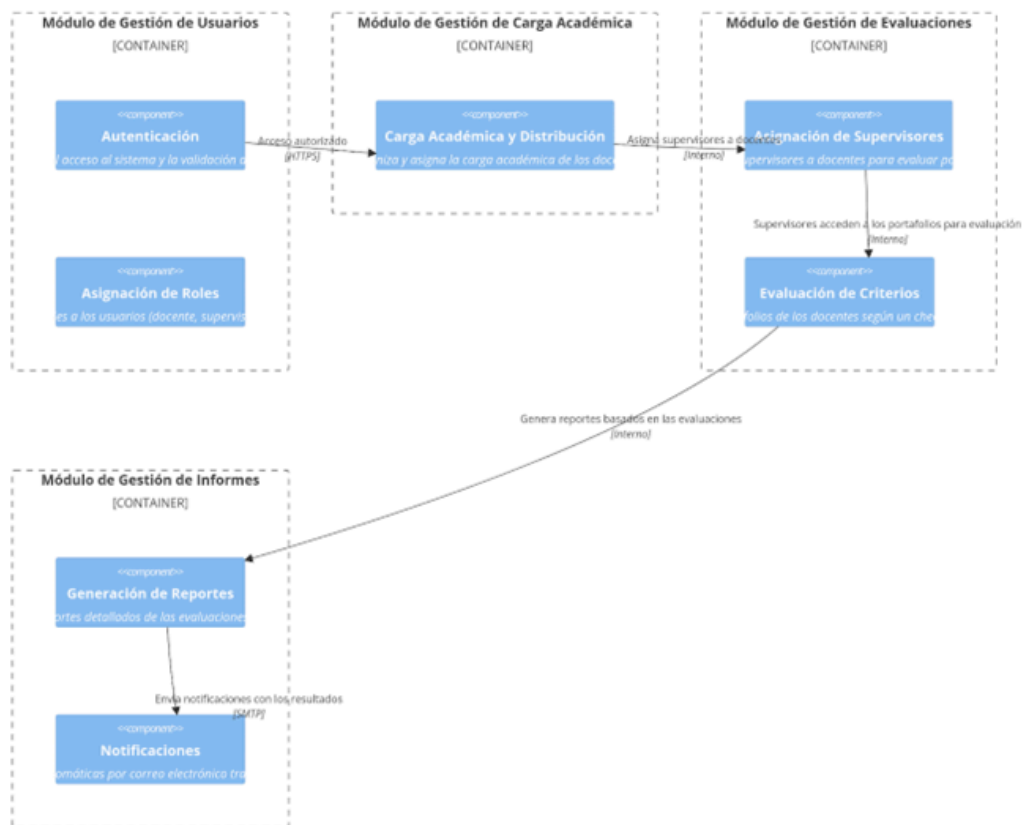 Módulo de Gestión de Usuarios
[CONTAINER]
<<component>>
Autenticación
l acceso al sistema y la validación a
<<component>>
Asignación de Roles
es a los usuarios (docente, supervis
Acceso autorizado
[HTTPS]
Módulo de Gestión de Carga Académica
[CONTAINER]
<<component>>
Carga Académica y Distribución
niza y asigna la carga académica de los doc
Asigna supervisores a docentes
[Interno]
Módulo de Gestión de Evaluaciones
[CONTAINER]
<<component>>
Asignación de Supervisores
upervisores a docentes para evaluar po
Supervisores acceden a los portafolios para evaluación
[Interno]
<<component>>
Evaluación de Criterios
folios de los docentes según un che
Genera reportes basados en las evaluaciones
[Interno]
Módulo de Gestión de Informes
[CONTAINER]
<<component>>
Generación de Reportes
ortes detallados de las evaluaciones
Envía notificaciones con los resultados
[SMTP]
<<component>>
Notificaciones
omáticas por correo electrónico tra